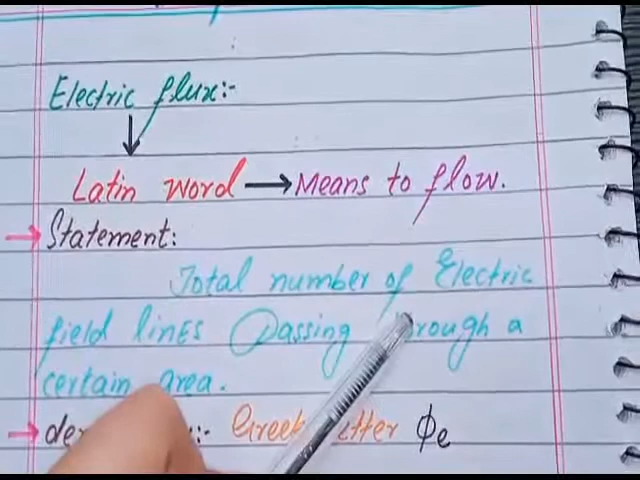 Electric flux:-
Latin word → Means to flow.
→ Statement:
Total number of Electric
field lines Passing rough a
certain area.
→ :- Greek Letter ϕe